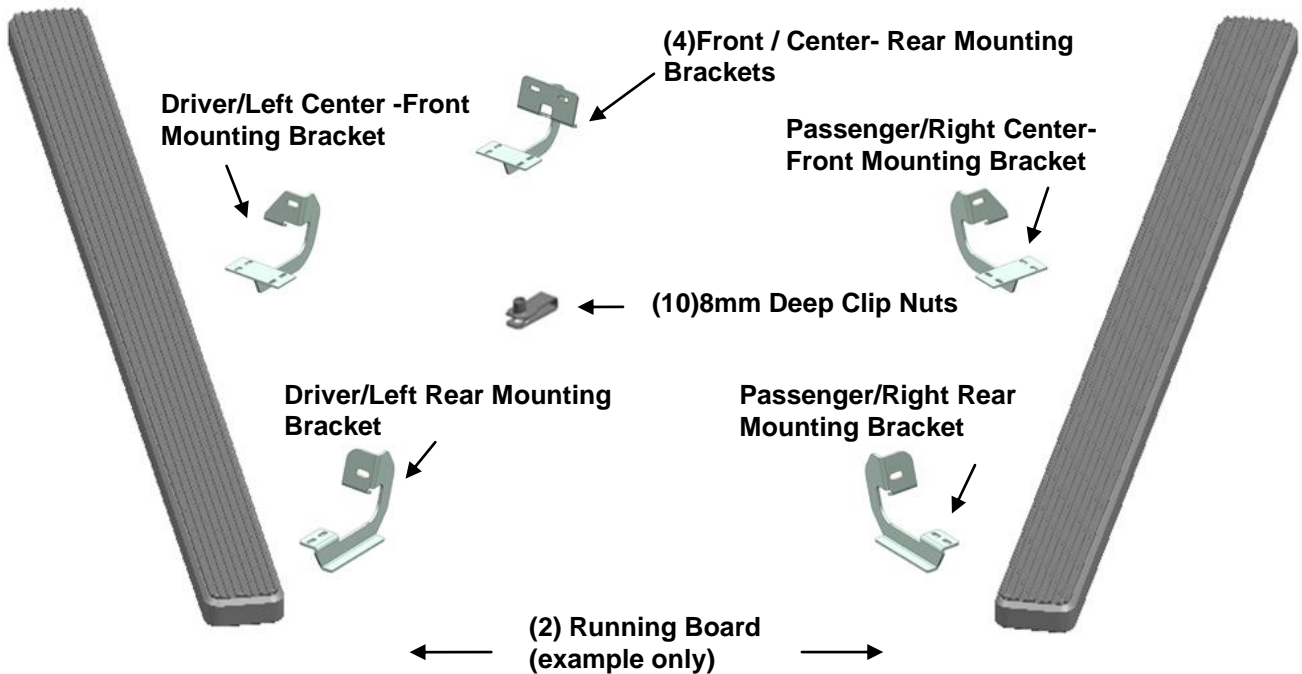 (4)Front / Center- Rear Mounting
Brackets
Driver/Left Center -Front
Mounting Bracket
Passenger/Right Center-
Front Mounting Bracket
(10)8mm Deep Clip Nuts
Driver/Left Rear Mounting
Bracket
Passenger/Right Rear
Mounting Bracket
(2) Running Board
(example only)